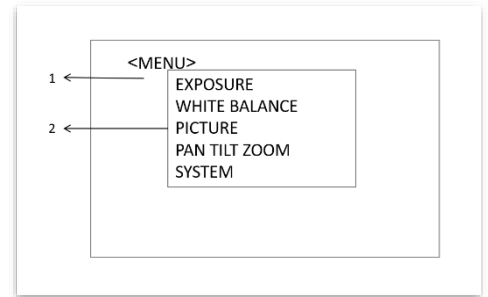 <MENU>
1
EXPOSURE
WHITE BALANCE
2
PICTURE
PAN TILT ZOOM
SYSTEM